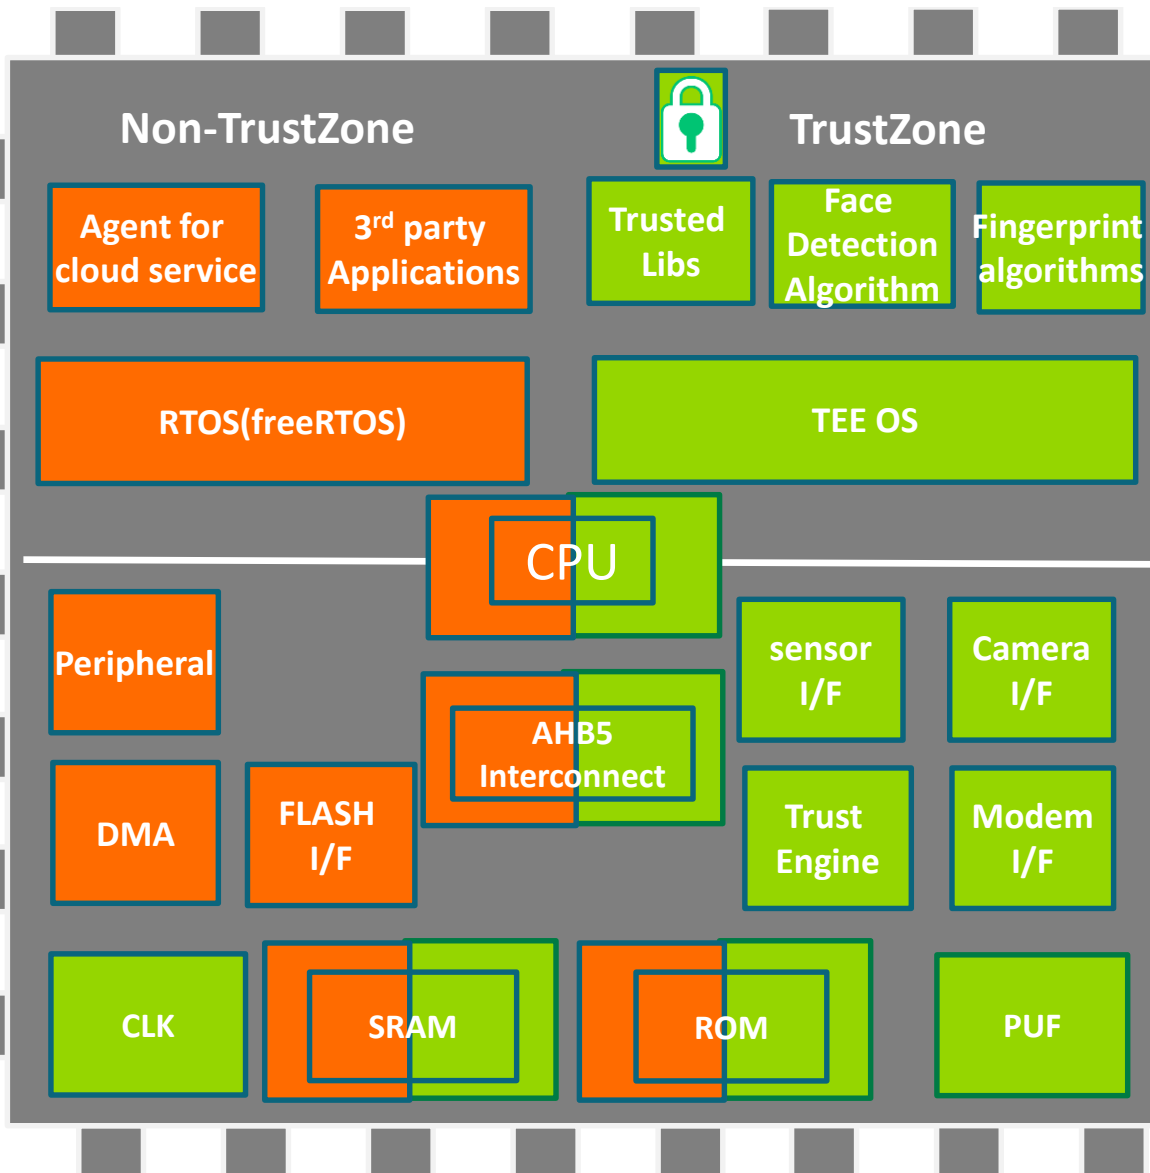 Non-TrustZone
TrustZone
Agent for
cloud service
3rd party
Applications
Trusted
Libs
Face
Detection
Algorithm
Fingerprint
algorithms
RTOS(freeRTOS)
TEE OS
CPU
Peripheral
sensor
I/F
Camera
I/F
AHB5
Interconnect
DMA
FLASH
I/F
Trust
Engine
Modem
I/F
CLK
SRAM
ROM
PUF